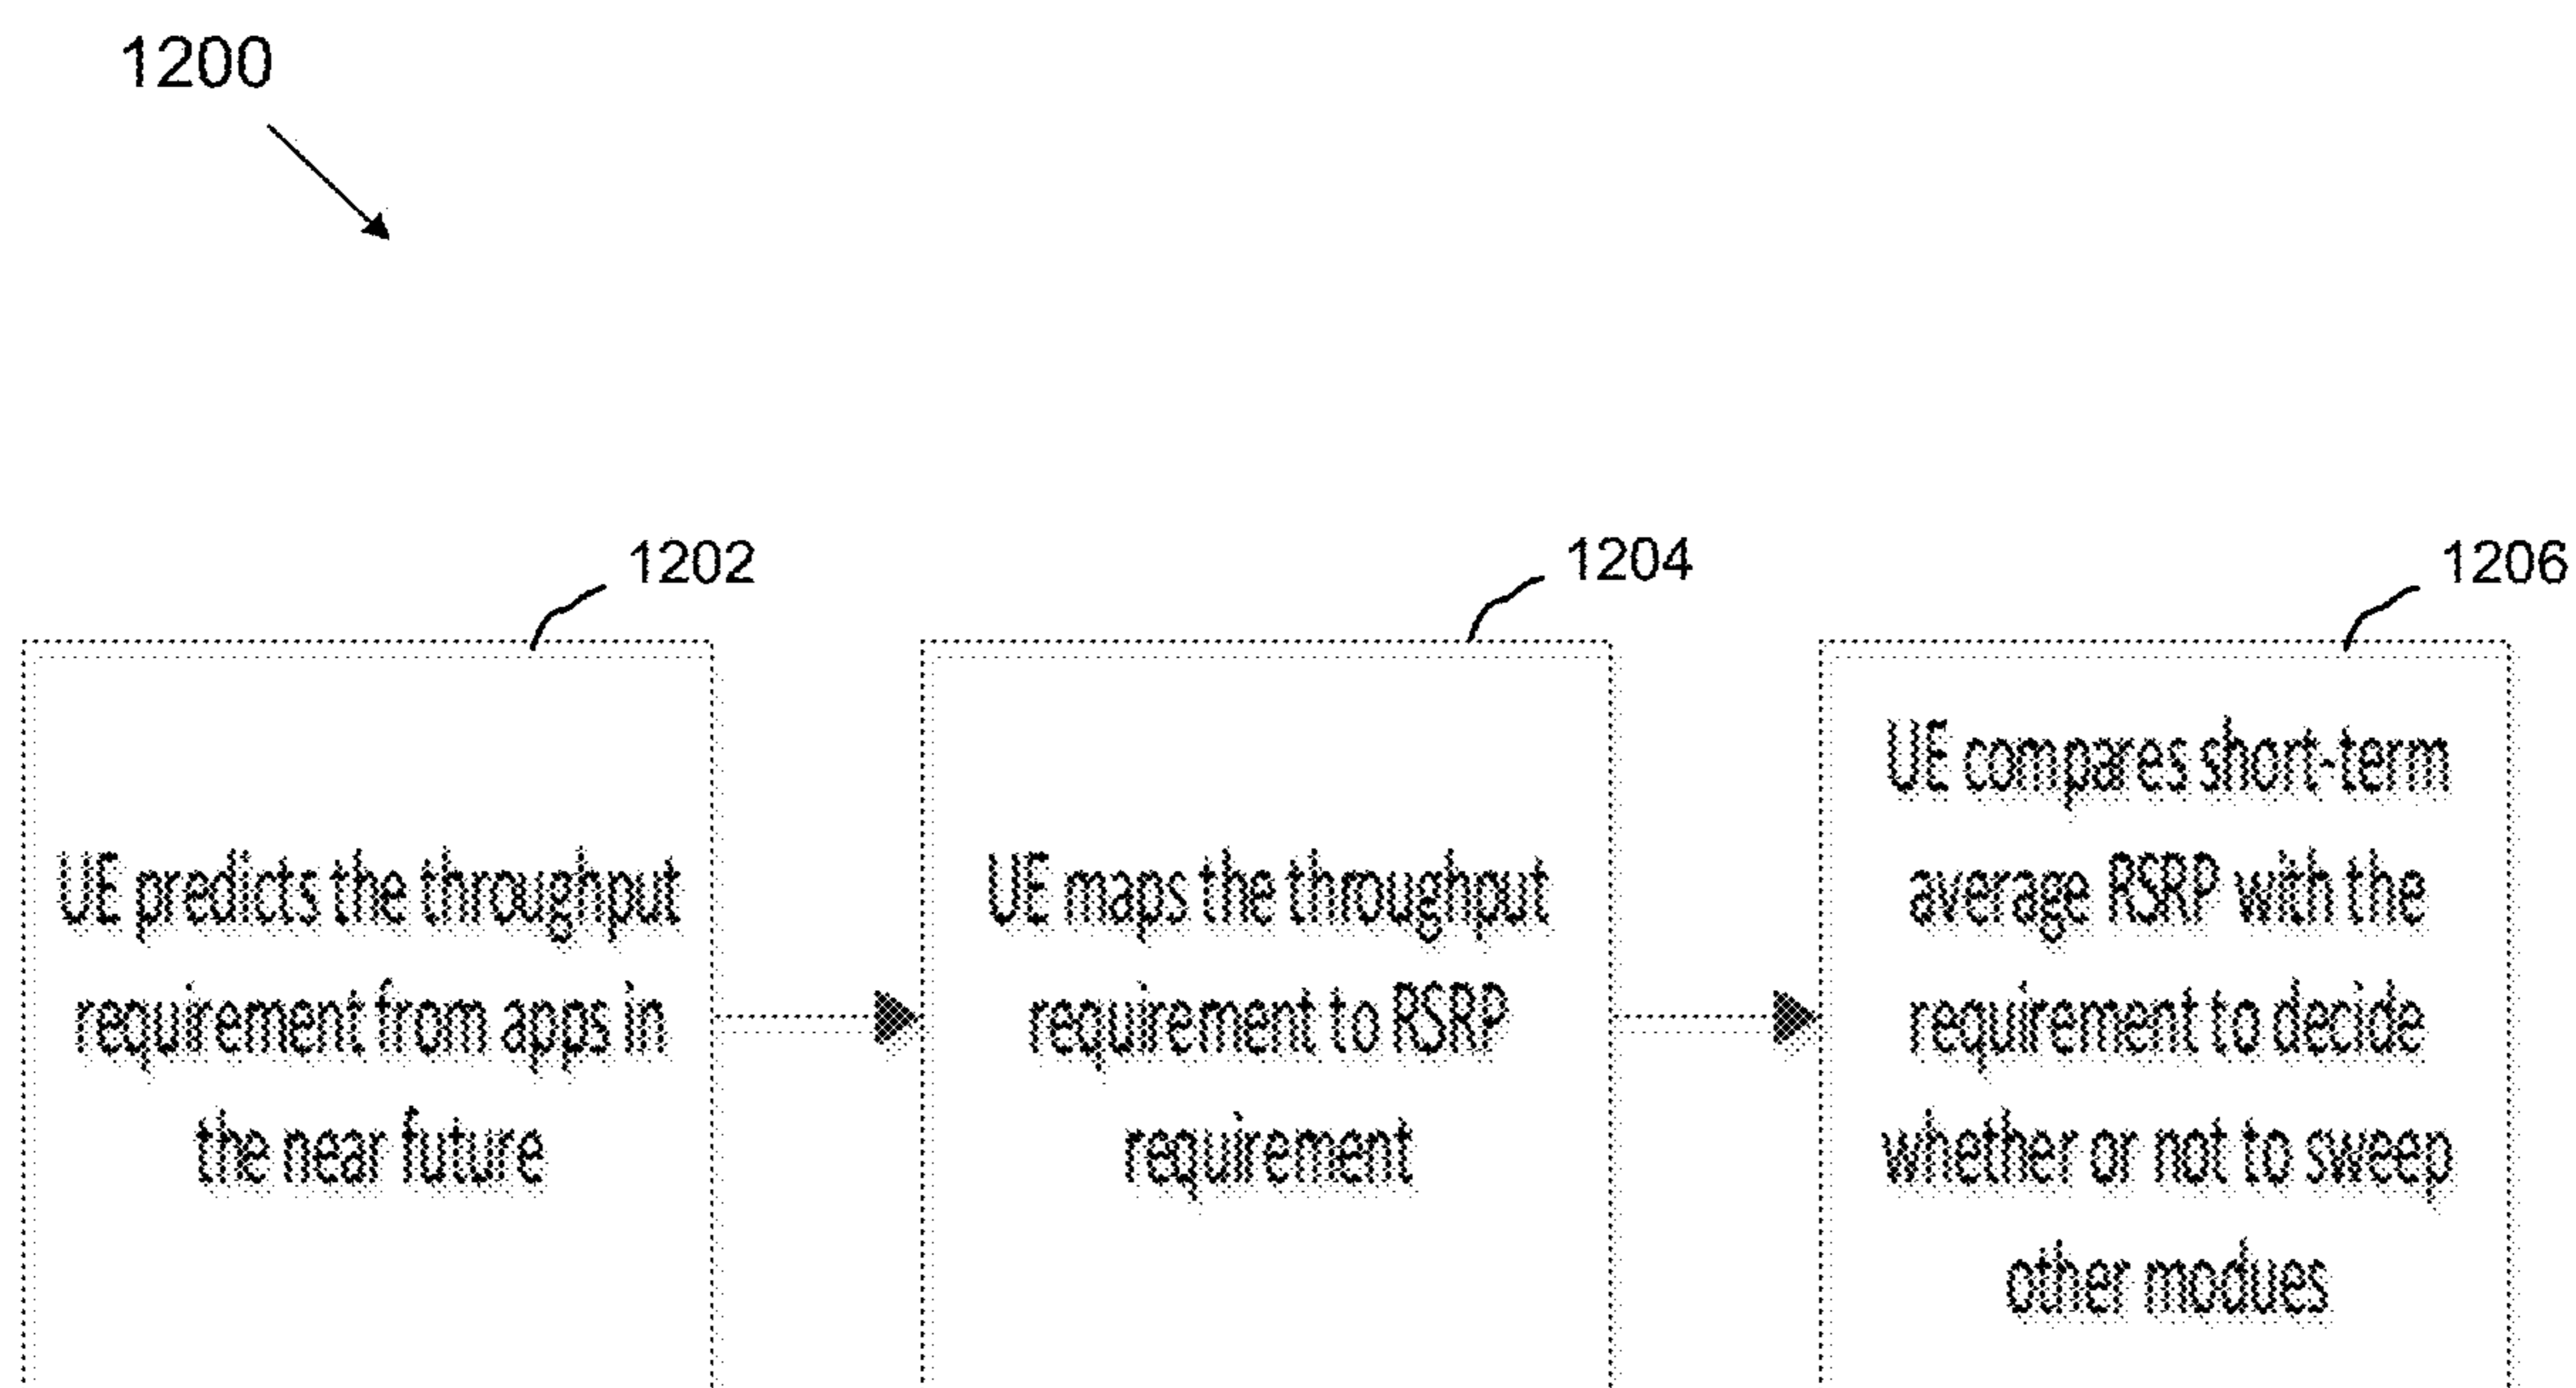 1200
1202
UE predicts the throughput
requirement from apps in
the near future
1204
UE maps the throughput
requirement to RSRP
requirement
1206
UE compares short-term
average RSRP with the
requirement to decide
whether or not to sweep
other modues